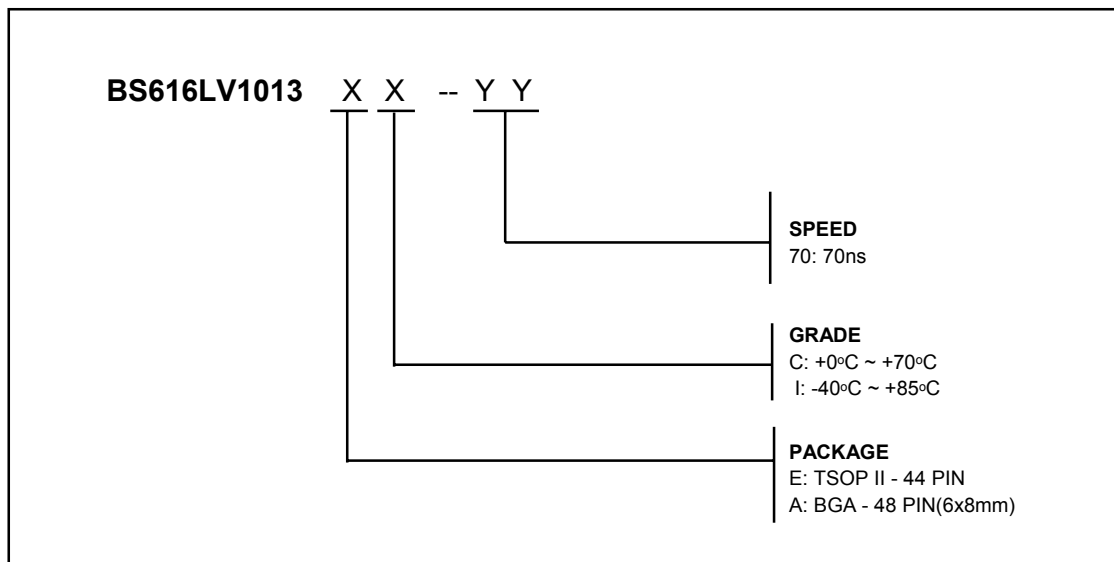 BS616LV1013 X X -- Y Y
SPEED
70: 70ns
GRADE
C: +0ºC ~ +70ºC
I: -40ºC ~ +85ºC
PACKAGE
E: TSOP II - 44 PIN
A: BGA - 48 PIN(6x8mm)